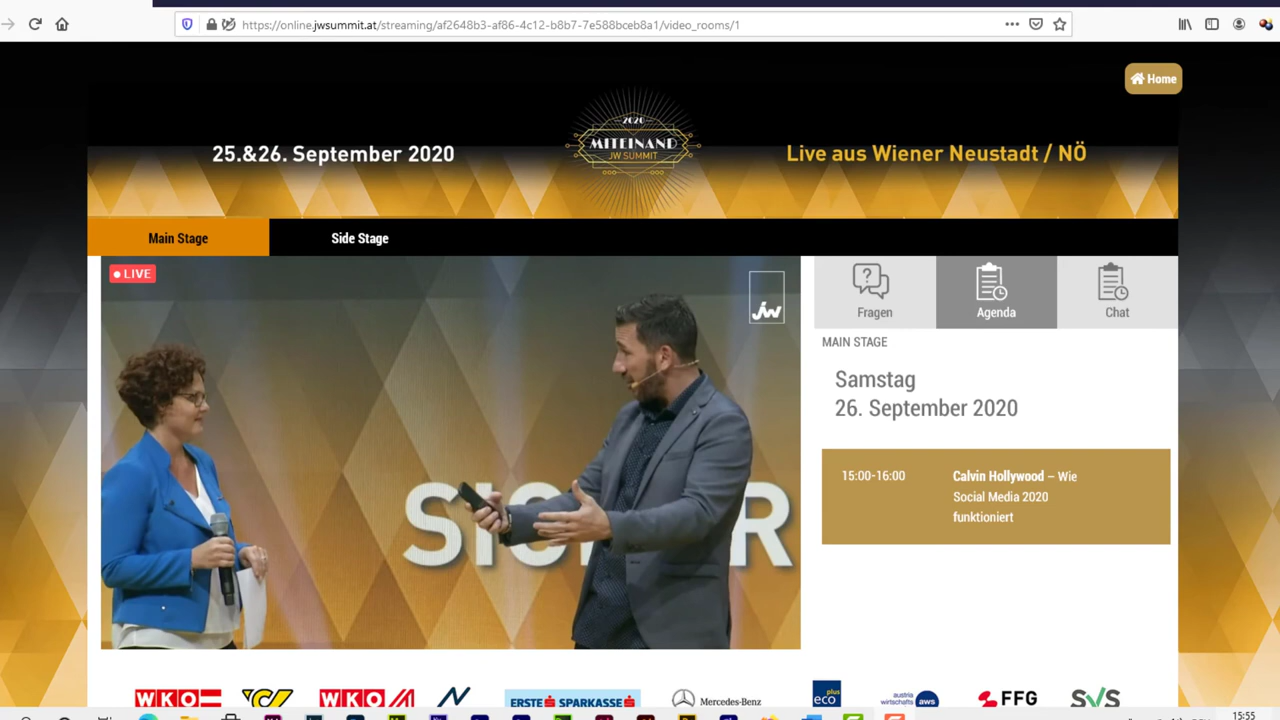 https://online.jwsummit.at/streaming/af2648b3-af86-4c12-b8b7-7e588bceb8a1/video_rooms/1
Home
2020
MITEINAND
JW SUMMIT
25.&26. September 2020
Live aus Wiener Neustadt / NÖ
Main Stage
Side Stage
LIVE
jw
Fragen
Agenda
Chat
MAIN STAGE
Samstag
26. September 2020
15:00-16:00
Calvin Hollywood – Wie
Social Media 2020
funktioniert
WKO
WKO
ERSTE SPARKASSE
Mercedes-Benz
eco plus
austria wirtschafts aws
FFG
SVS
15:55